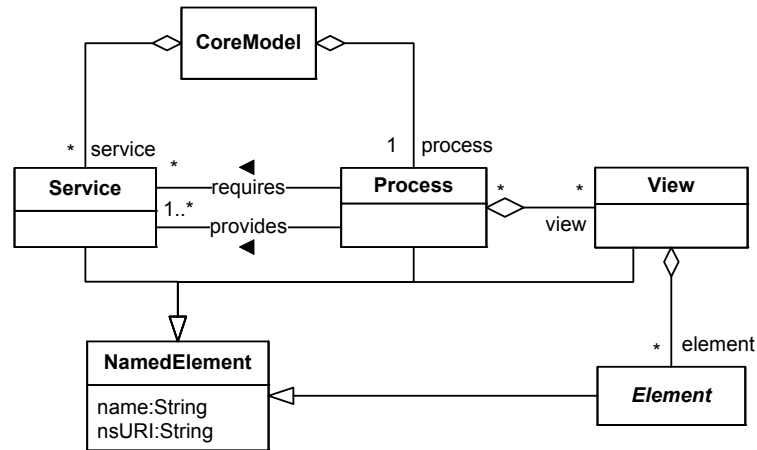 CoreModel
* service
1 process
Service
* requires
1..* provides
Process
* *
view
View
NamedElement
name:String
nsURI:String
* element
Element